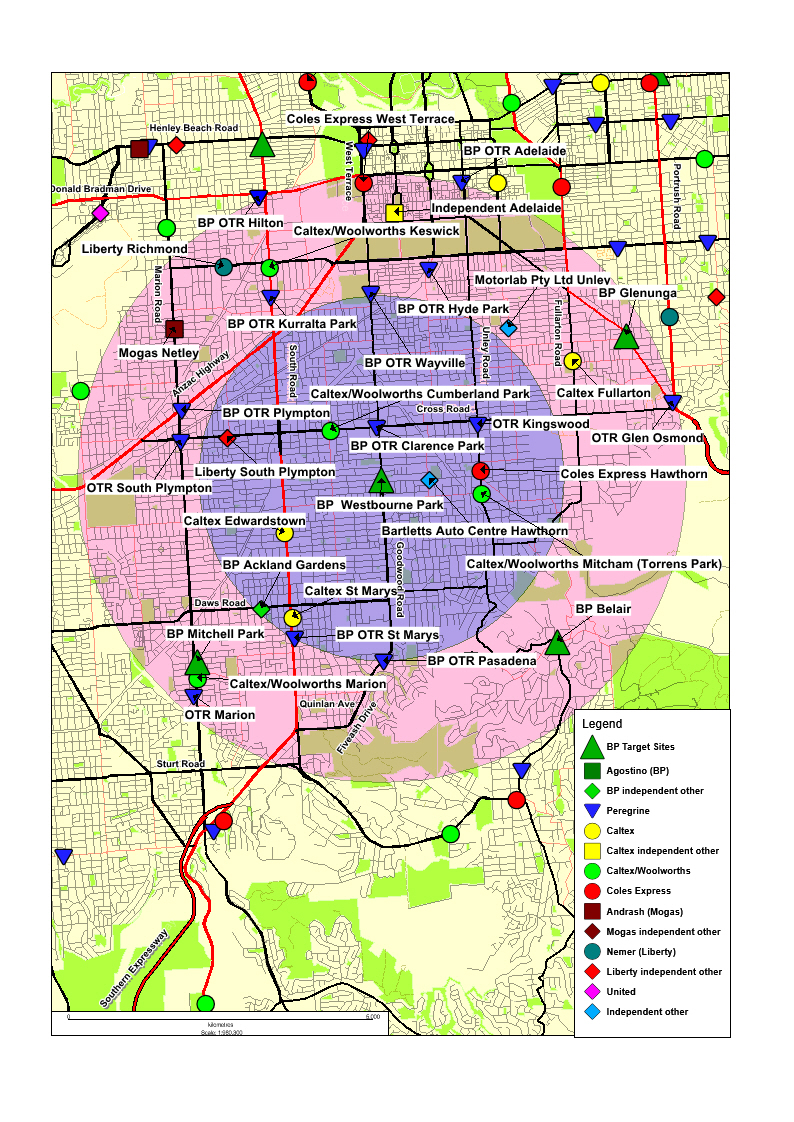 Coles Express West Terrace
Henley Beach Road
West Terrace
BP OTR Adelaide
Donald Bradman Drive
Portrush Road
BP OTR Hilton
Independent Adelaide
Caltex/Woolworths Keswick
Liberty Richmond
Marion Road
Motorlab Pty Ltd Unley
BP Glenunga
BP OTR Hyde Park
Fullarton Road
BP OTR Kurralta Park
Unley Road
Mogas Netley
South Road
Anzac Highway
BP OTR Wayville
Caltex/Woolworths Cumberland Park
Caltex Fullarton
Cross Road
BP OTR Plympton
OTR Kingswood
OTR Glen Osmond
BP OTR Clarence Park
Liberty South Plympton
Coles Express Hawthorn
OTR South Plympton
BP Westbourne Park
Caltex Edwardstown
Bartletts Auto Centre Hawthorn
Goodwood Road
BP Ackland Gardens
Caltex/Woolworths Mitcham (Torrens Park)
Caltex St Marys
Daws Road
BP Belair
BP Mitchell Park
BP OTR St Marys
BP OTR Pasadena
Caltex/Woolworths Marion
Quinlan Ave
OTR Marion
Fiveash Drive
Sturt Road
Southern Expressway
Legend
BP Target Sites
Agostino (BP)
BP independent other
Peregrine
Caltex
Caltex independent other
Caltex/Woolworths
Coles Express
Andrash (Mogas)
Mogas independent other
Nemer (Liberty)
Liberty independent other
United
Independent other
0
5,000
kilometres